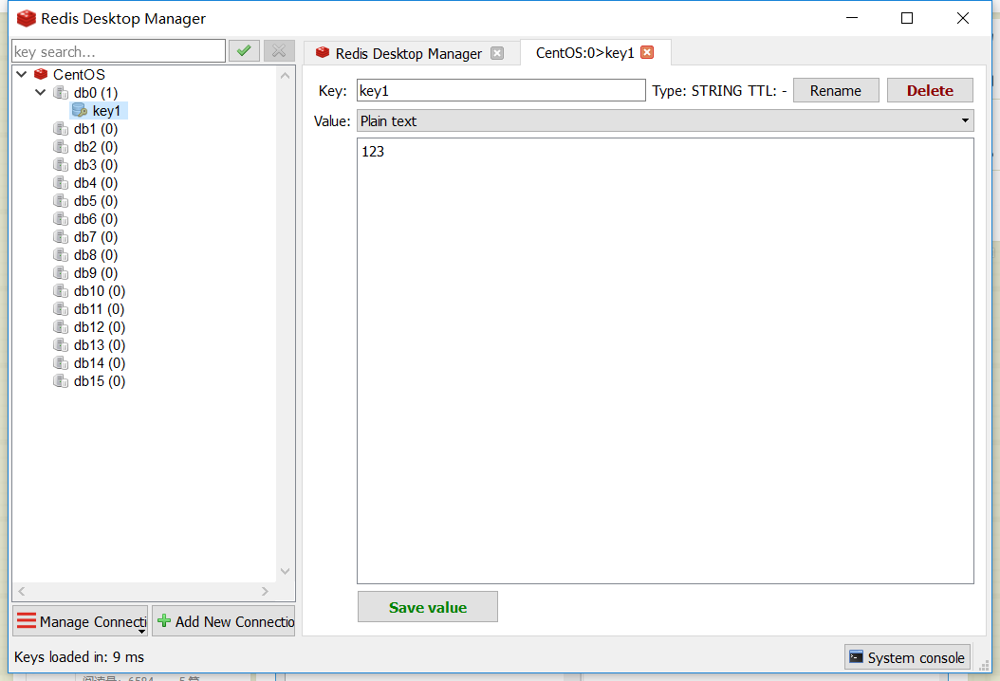 Redis Desktop Manager
key search...
CentOS
db0 (1)
key1
db1 (0)
db2 (0)
db3 (0)
db4 (0)
db5 (0)
db6 (0)
db7 (0)
db8 (0)
db9 (0)
db10 (0)
db11 (0)
db12 (0)
db13 (0)
db14 (0)
db15 (0)
Manage Connecti
Add New Connectio
Keys loaded in: 9 ms
Redis Desktop Manager
CentOS:0>key1
Key: key1 Type: STRING TTL: - Rename Delete
Value: Plain text
123
Save value
System console